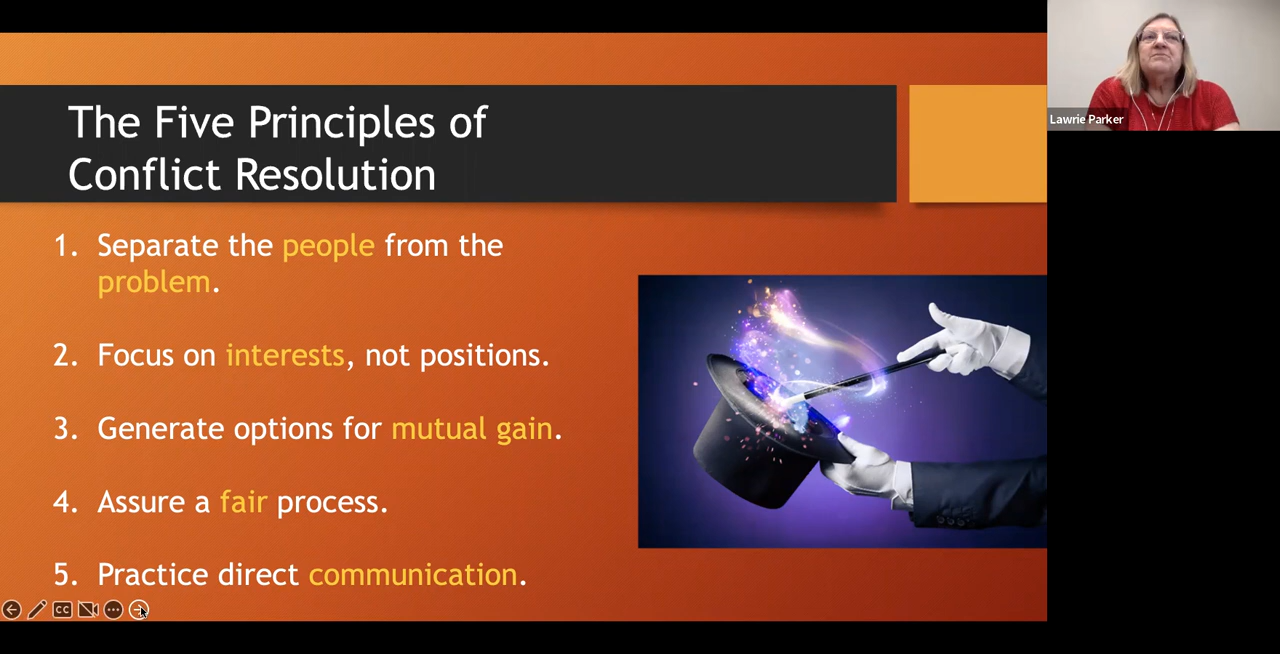 The Five Principles of
Conflict Resolution
1. Separate the people from the
problem.
2. Focus on interests, not positions.
3. Generate options for mutual gain.
4. Assure a fair process.
5. Practice direct communication.
CC
Lawrie Parker